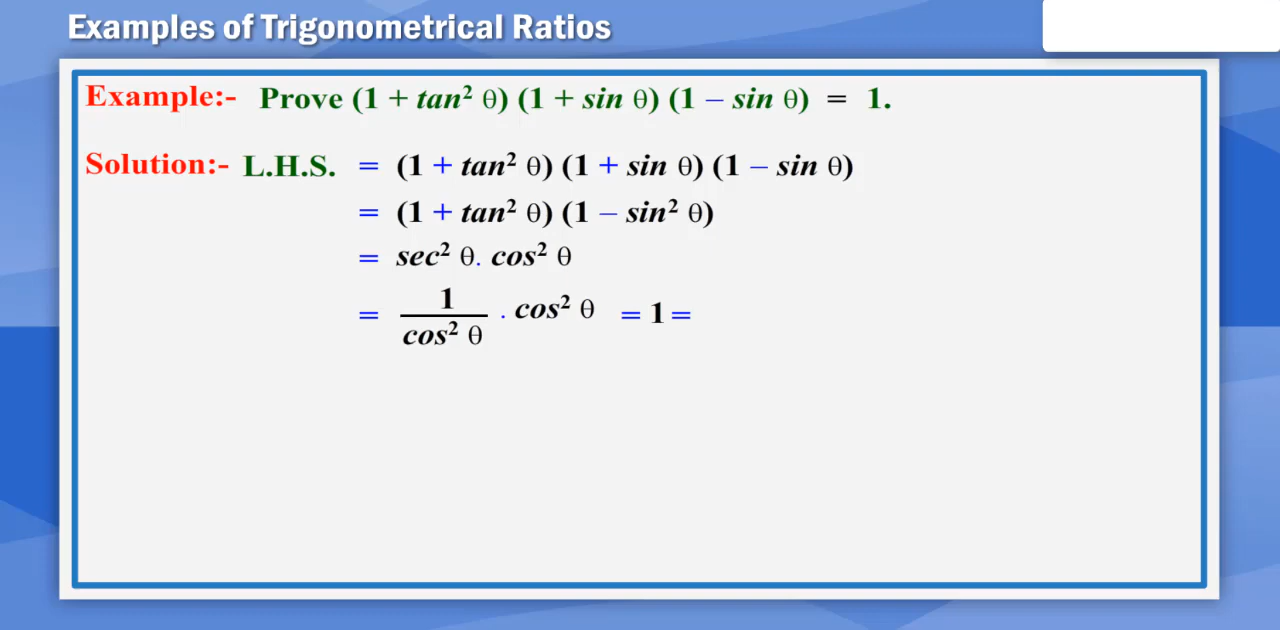 Examples of Trigonometrical Ratios
Example:- Prove (1 + tan² θ) (1 + sin θ) (1 – sin θ) = 1.
Solution:- L.H.S. = (1 + tan² θ) (1 + sin θ) (1 – sin θ)
= (1 + tan² θ) (1 – sin² θ)
= sec² θ. cos² θ
= 1 / cos² θ . cos² θ = 1 =